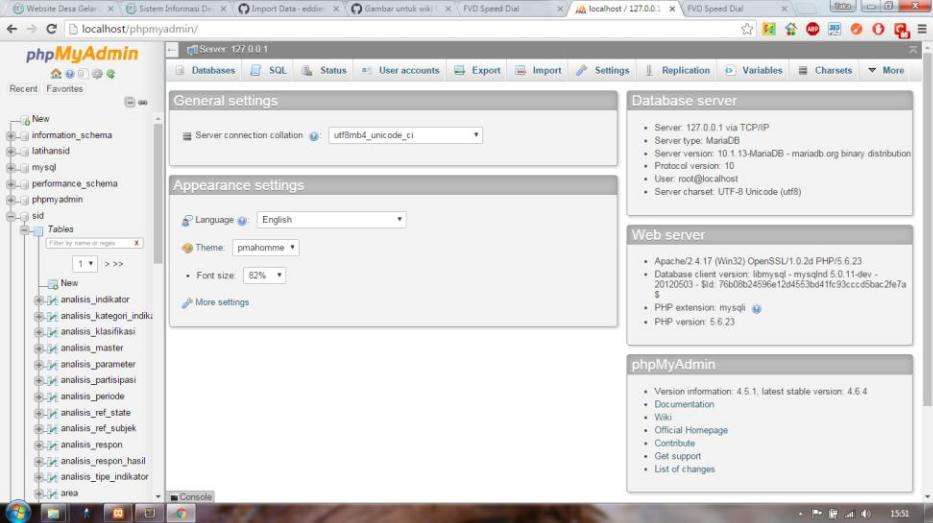 Website Desa Gelar
Sistem Informasi De
Import Data · eddie
Gambar untuk wiki
FVD Speed Dial
localhost / 127.0.0.1
FVD Speed Dial
localhost/phpmyadmin/
phpMyAdmin
Recent Favorites
New
information_schema
latihansid
mysql
performance_schema
phpmyadmin
sid
Tables
Filter by name or regex X
1 > >>
New
analisis_indikator
analisis_kategori_indika
analisis_klasifikasi
analisis_master
analisis_parameter
analisis_partisipasi
analisis_periode
analisis_ref_state
analisis_ref_subjek
analisis_respon
analisis_respon_hasil
analisis_tipe_indikator
area
Server: 127.0.0.1
Databases SQL Status User accounts Export Import Settings Replication Variables Charsets More
General settings
Server connection collation : utf8mb4_unicode_ci
Appearance settings
Language : English
Theme: pmahomme
Font size: 82%
More settings
Database server
Server: 127.0.0.1 via TCP/IP
Server type: MariaDB
Server version: 10.1.13-MariaDB - mariadb.org binary distribution
Protocol version: 10
User: root@localhost
Server charset: UTF-8 Unicode (utf8)
Web server
Apache/2.4.17 (Win32) OpenSSL/1.0.2d PHP/5.6.23
Database client version: libmysql - mysqlnd 5.0.11-dev -
20120503 - $Id: 76b08b24596e12d4553bd41fc93cccd5bac2fe7a
$
PHP extension: mysqli
PHP version: 5.6.23
phpMyAdmin
Version information: 4.5.1, latest stable version: 4.6.4
Documentation
Wiki
Official Homepage
Contribute
Get support
List of changes
Console
15:51